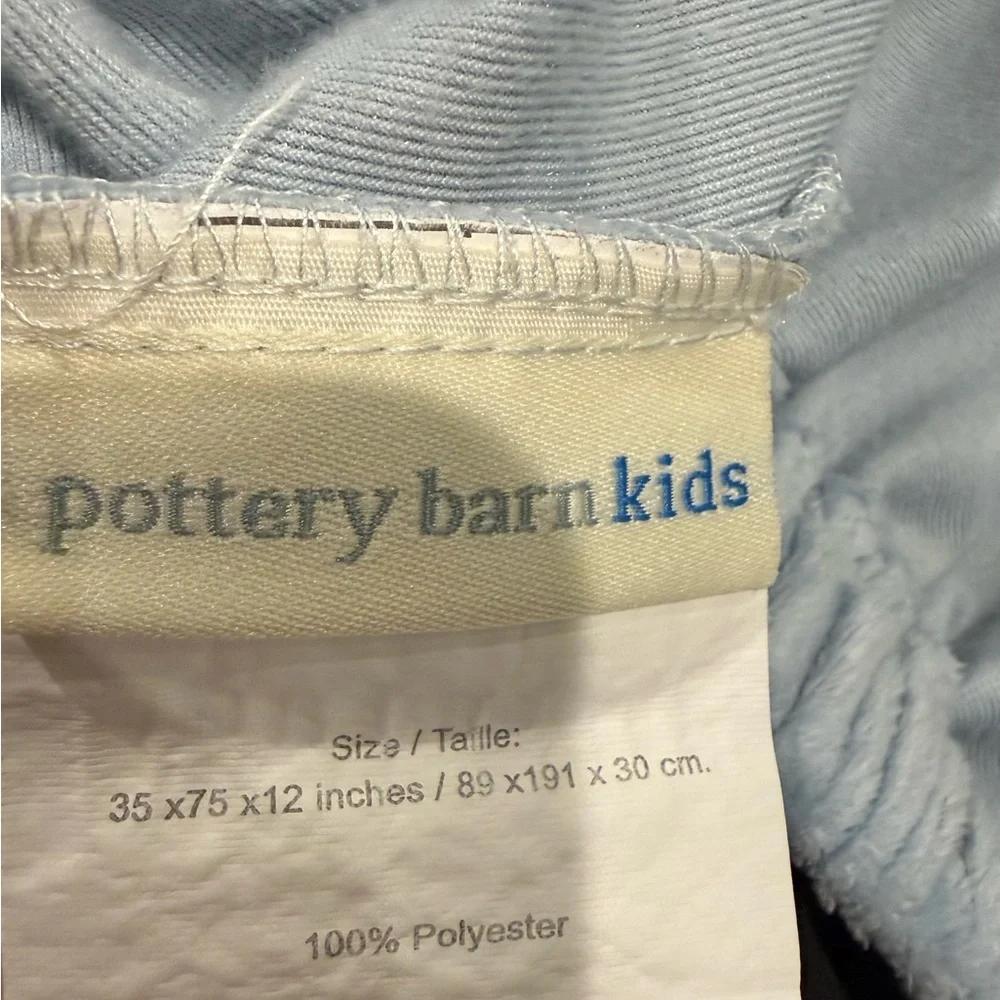 pottery barn kids
Size / Taille:
35 x75 x12 inches / 89 x191 x 30 cm.
100% Polyester